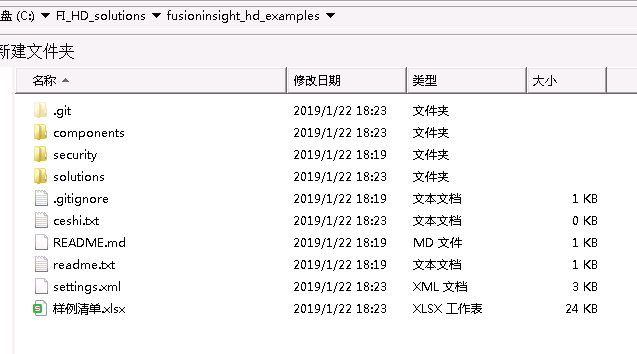 盘 (C:) ▼ FI_HD_solutions ▼ fusioninsight_hd_examples ▼
新建文件夹
名称 修改日期 类型 大小
.git 2019/1/22 18:23 文件夹
components 2019/1/22 18:23 文件夹
security 2019/1/22 18:19 文件夹
solutions 2019/1/22 18:23 文件夹
.gitignore 2019/1/22 18:19 文本文档 1 KB
ceshi.txt 2019/1/22 18:23 文本文档 0 KB
README.md 2019/1/22 18:19 MD 文件 1 KB
readme.txt 2019/1/22 18:19 文本文档 1 KB
settings.xml 2019/1/22 18:23 XML 文档 3 KB
样例清单.xlsx 2019/1/22 18:23 XLSX 工作表 24 KB